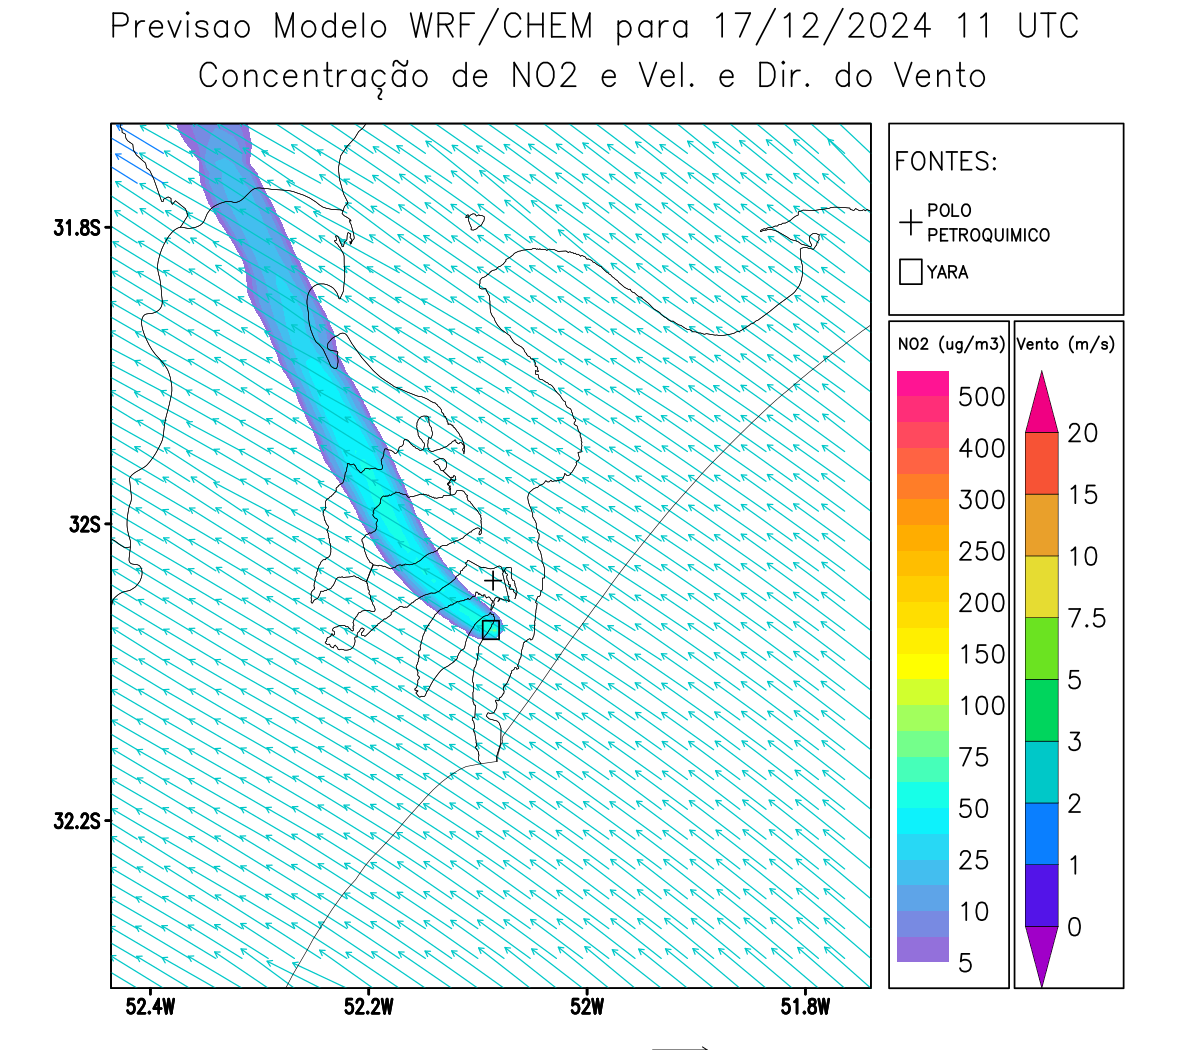 Previsao Modelo WRF/CHEM para 17/12/2024 11 UTC
Concentração de NO2 e Vel. e Dir. do Vento
FONTES:
POLO
PETROQUIMICO
YARA
31.8S
32S
32.2S
52.4W 52.2W 52W 51.8W
NO2 (ug/m3)
500
400
300
250
200
150
100
75
50
25
10
5
Vento (m/s)
20
15
10
7.5
5
3
2
1
0